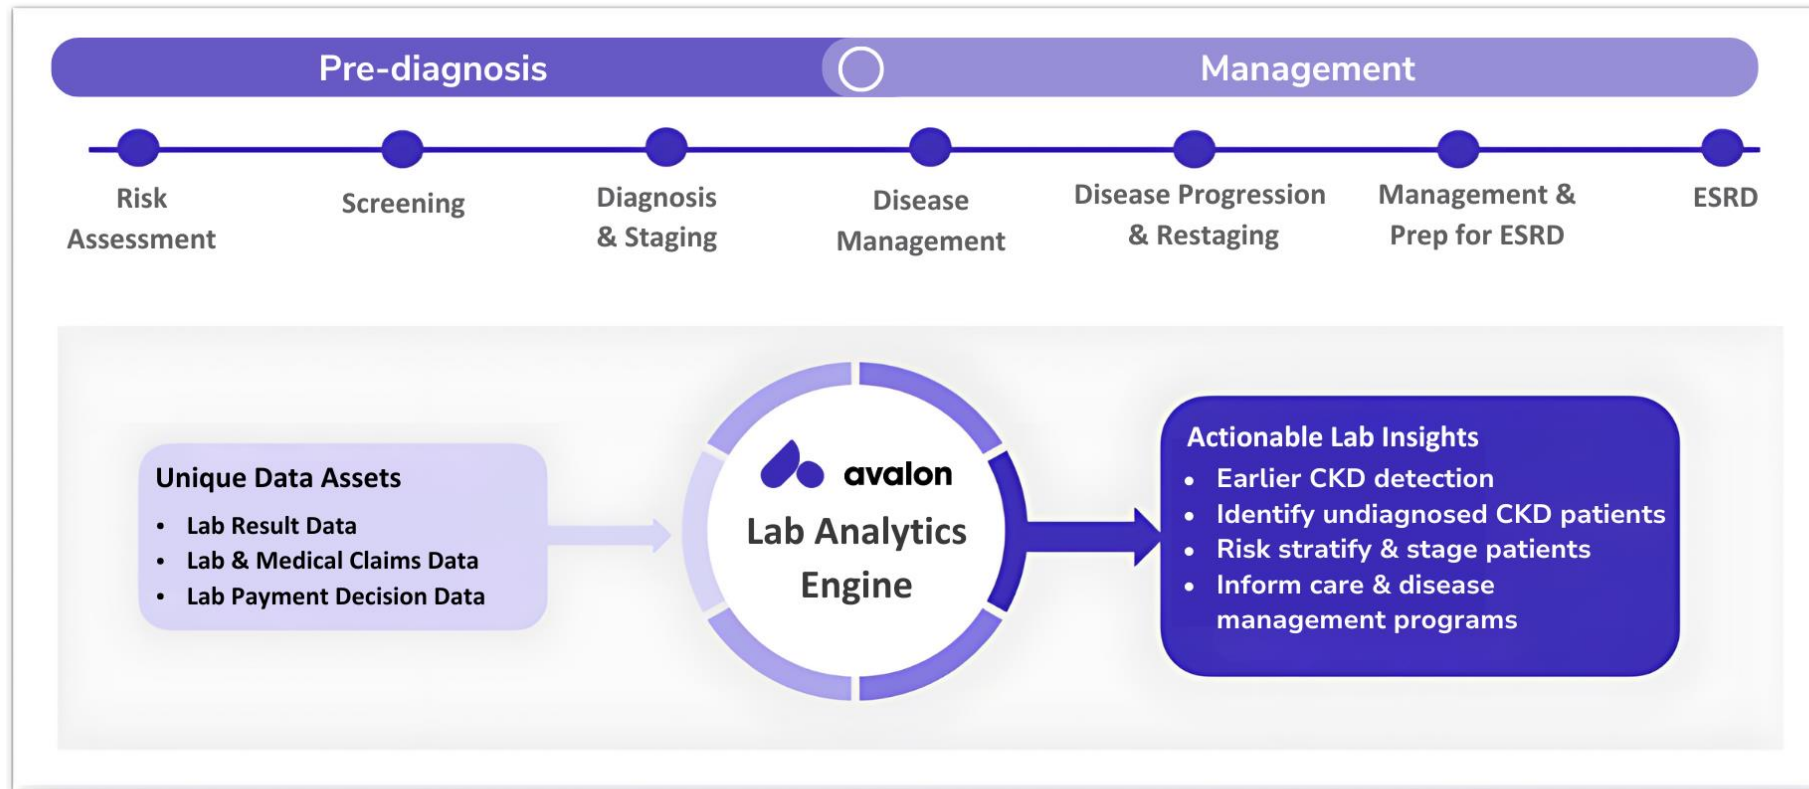 Pre-diagnosis
Management
Risk
Assessment
Screening
Diagnosis
& Staging
Disease
Management
Disease Progression
& Restaging
Management &
Prep for ESRD
ESRD
Unique Data Assets
• Lab Result Data
• Lab & Medical Claims Data
• Lab Payment Decision Data
avalon
Lab Analytics
Engine
Actionable Lab Insights
• Earlier CKD detection
• Identify undiagnosed CKD patients
• Risk stratify & stage patients
• Inform care & disease
management programs